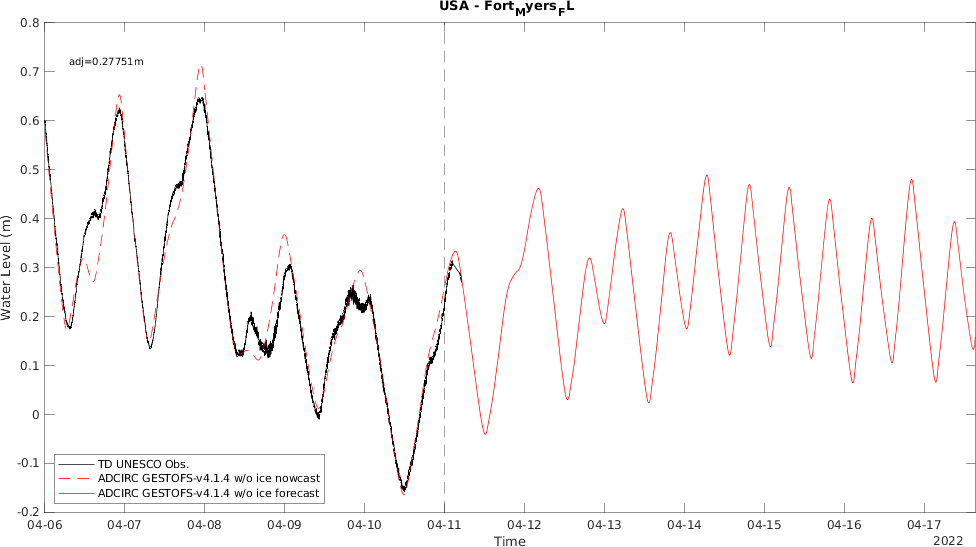 USA - Fort_Myers_FL
0.8
0.7
0.6
0.5
0.4
0.3
0.2
0.1
0
-0.1
-0.2
Water Level (m)
adj=0.27751m
TD UNESCO Obs.
ADCIRC GESTOFS-v4.1.4 w/o ice nowcast
ADCIRC GESTOFS-v4.1.4 w/o ice forecast
04-06 04-07 04-08 04-09 04-10 04-11 04-12 04-13 04-14 04-15 04-16 04-17
Time
2022